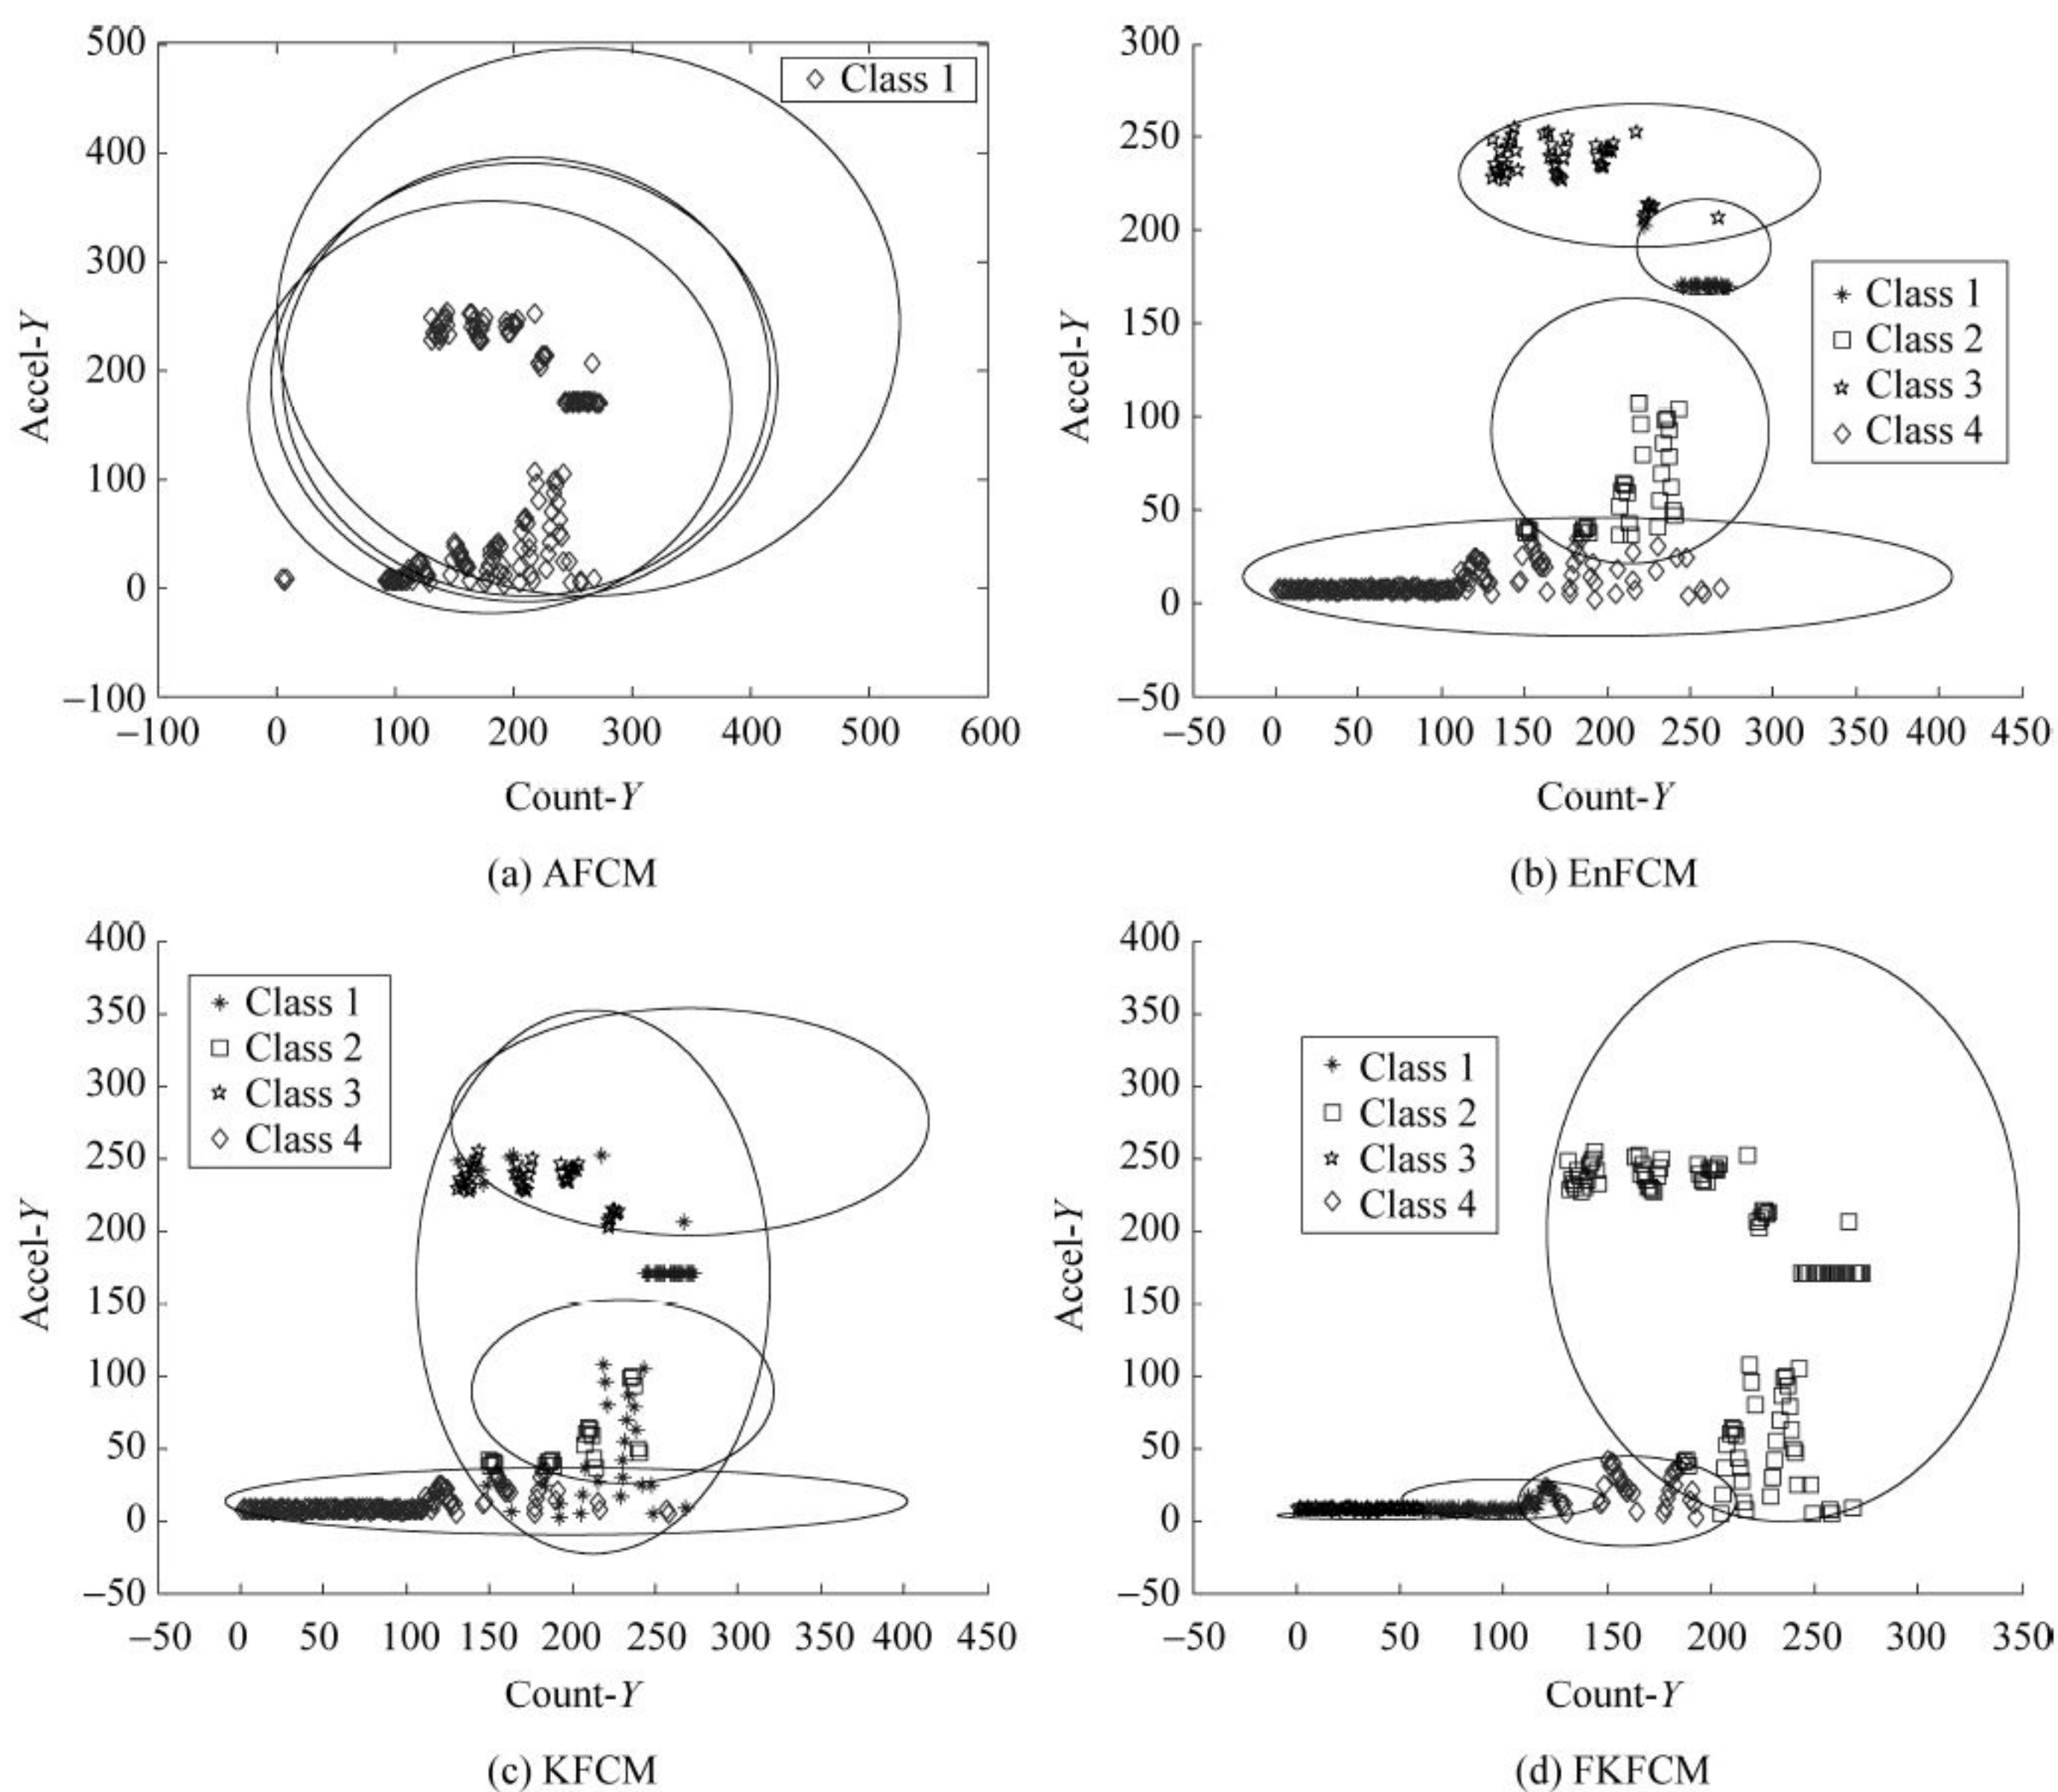 500
400
300
200
100
0
−100
Accel-Y
Class 1
−100 0 100 200 300 400 500 600
Count-Y
(a) AFCM
300
250
200
150
100
50
0
−50
Accel-Y
Class 1
Class 2
Class 3
Class 4
−50 0 50 100 150 200 250 300 350 400 450
Count-Y
(b) EnFCM
400
350
300
250
200
150
100
50
0
−50
Accel-Y
Class 1
Class 2
Class 3
Class 4
−50 0 50 100 150 200 250 300 350 400 450
Count-Y
(c) KFCM
400
350
300
250
200
150
100
50
0
−50
Accel-Y
Class 1
Class 2
Class 3
Class 4
−50 0 50 100 150 200 250 300 350
Count-Y
(d) FKFCM